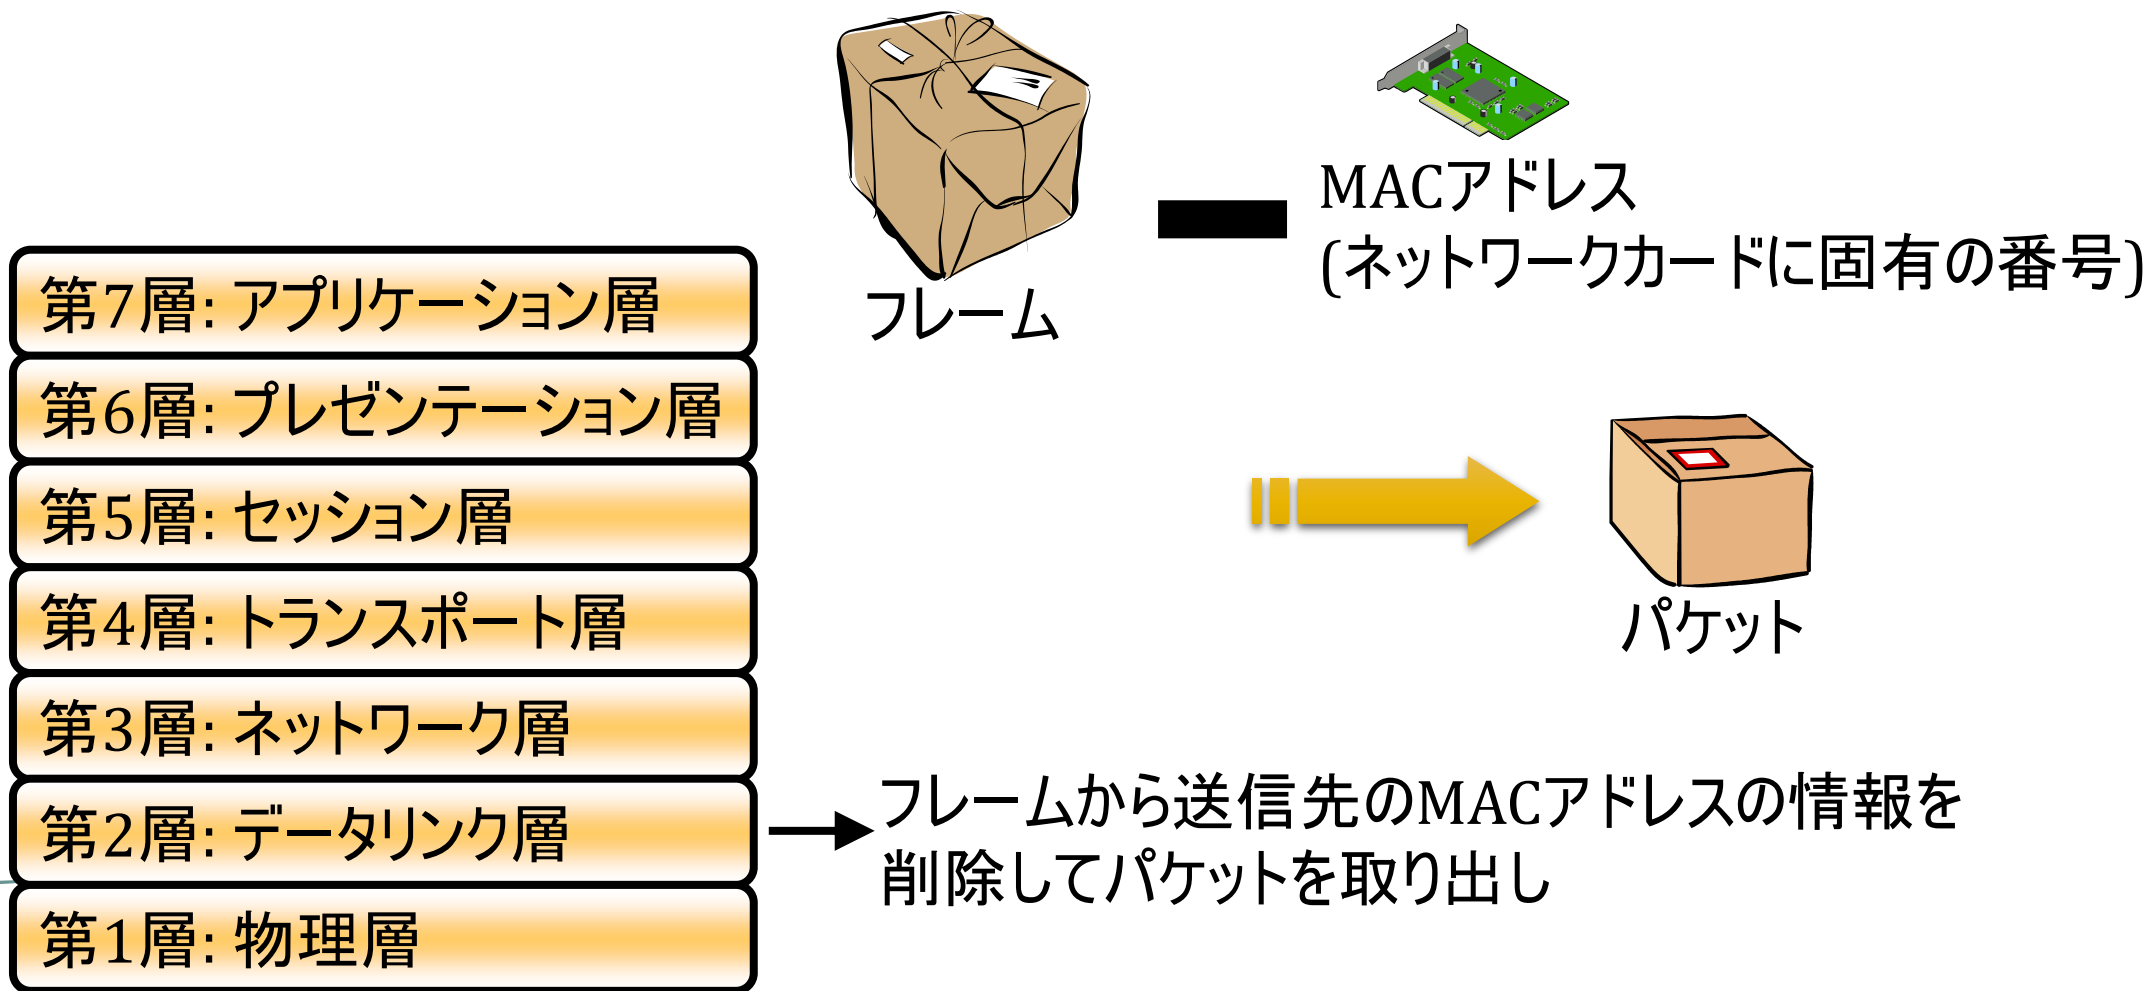 MACアドレス
(ネットワークカードに固有の番号)
フレーム
第7層: アプリケーション層
第6層: プレゼンテーション層
第5層: セッション層
第4層: トランスポート層
第3層: ネットワーク層
第2層: データリンク層
第1層: 物理層
パケット
フレームから送信先のMACアドレスの情報を
削除してパケットを取り出し